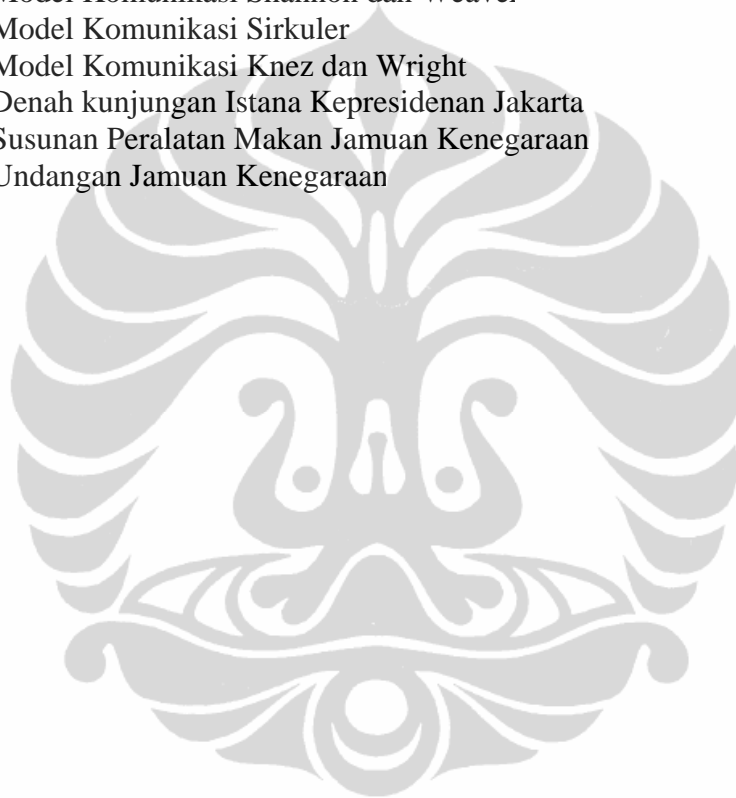 Model Komunikasi Shannon dan Weaver
Model Komunikasi Sirkuler
Model Komunikasi Knez dan Wright
Denah kunjungan Istana Kepresidenan Jakarta
Susunan Peralatan Makan Jamuan Kenegaraan
Undangan Jamuan Kenegaraan